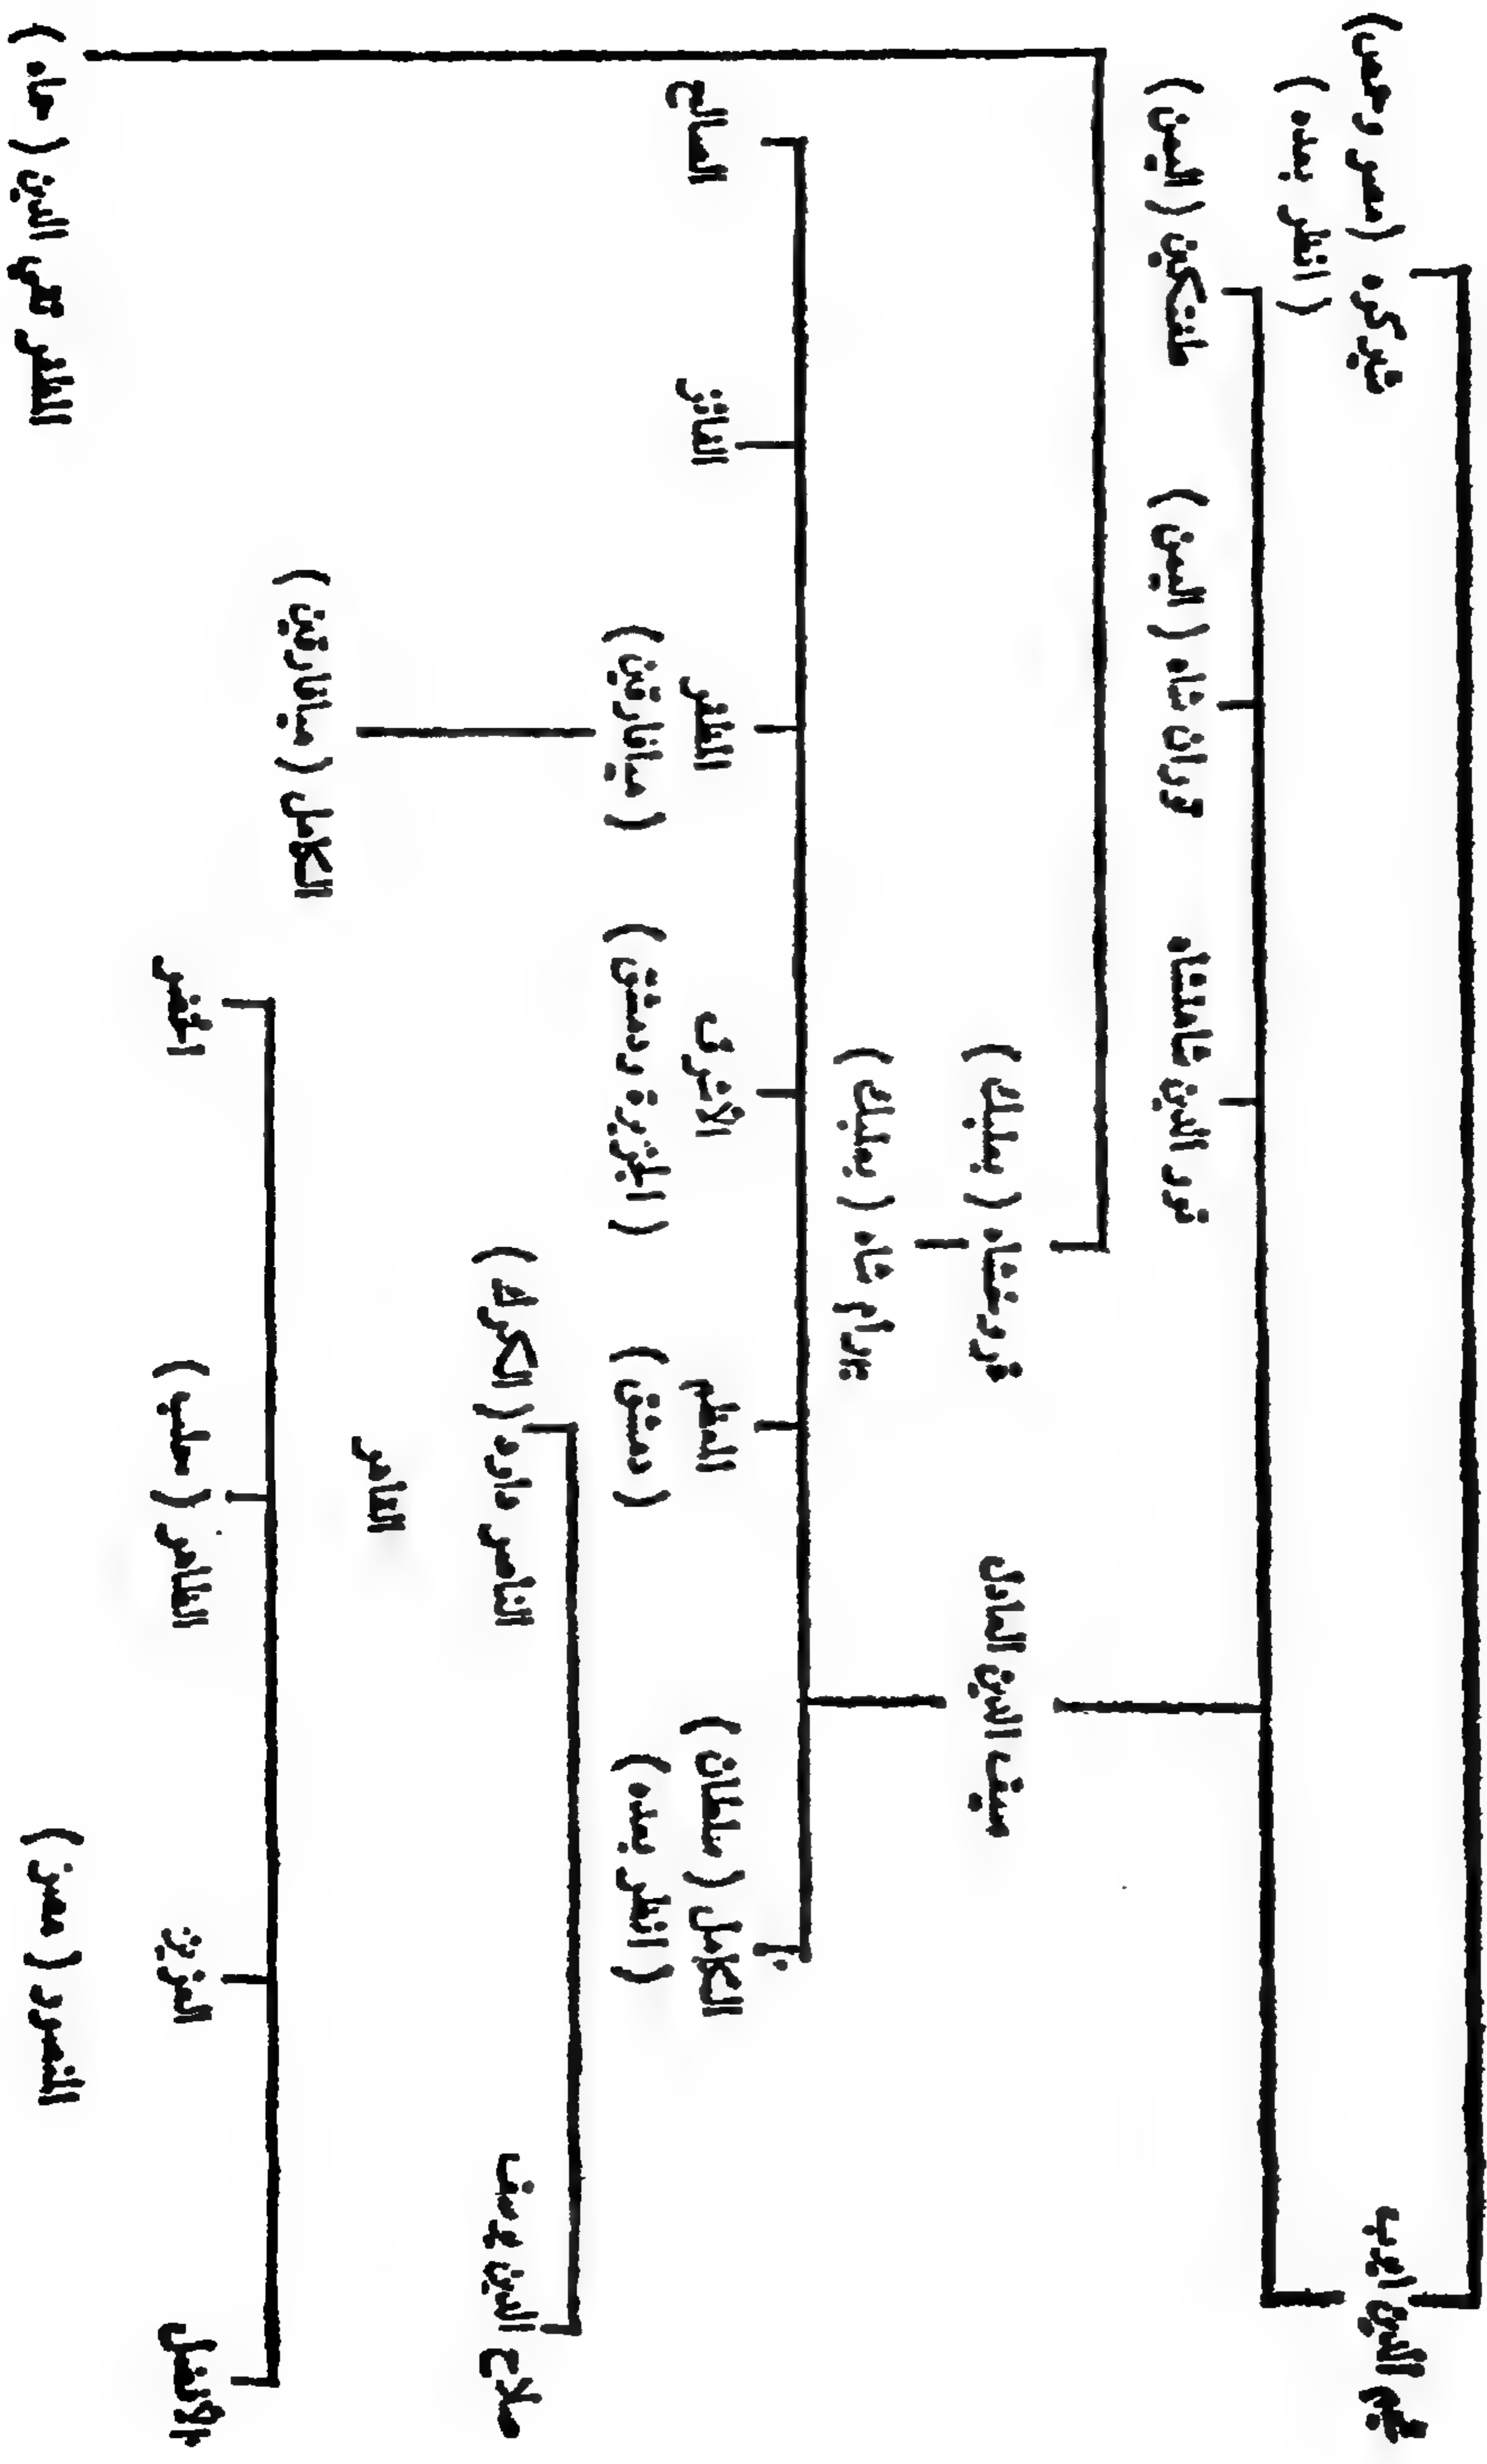 نجم الدين ايوب
شيركوه (مصر وحمص)
(انظر بعده)
نور الدين شاهنشاه
توران شاه (اليمن)
طغتكين (اليمن)
سيف الدين العادل
فروخشاه (بعلبك)
بهرام شاه (بعلبك)
الكامل (سلطان)
(انظر بعده)
المعظم
(دمشق)
الاشرف
(الجزيرة ودمشق)
المظفر
(ميافارقين)
الفائز
الصالح
صلاح الدين يوسف
الناصر داود (الكرك)
الناصر
الكامل (ميافارقين)
الأفضل
العزيز
الظاهر (حلب)
الخضر
المنصور (مصر)
المظفر تقي الدين (حماه)